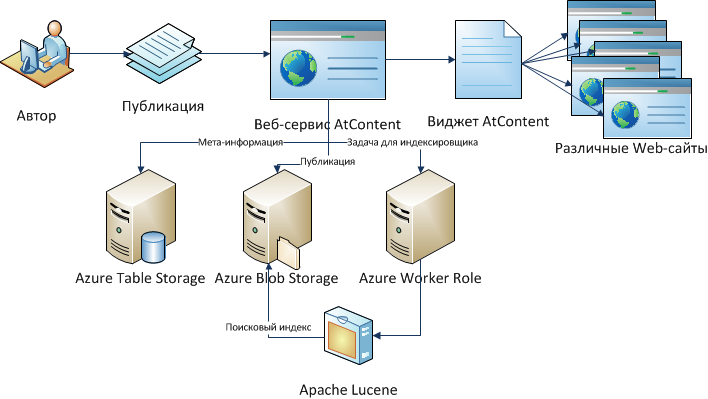 Автор
Публикация
Веб-сервис AtContent
Виджет AtContent
Различные Web-сайты
Мета-информация
Задача для индексировщика
Публикация
Azure Table Storage
Azure Blob Storage
Azure Worker Role
Поисковый индекс
Apache Lucene